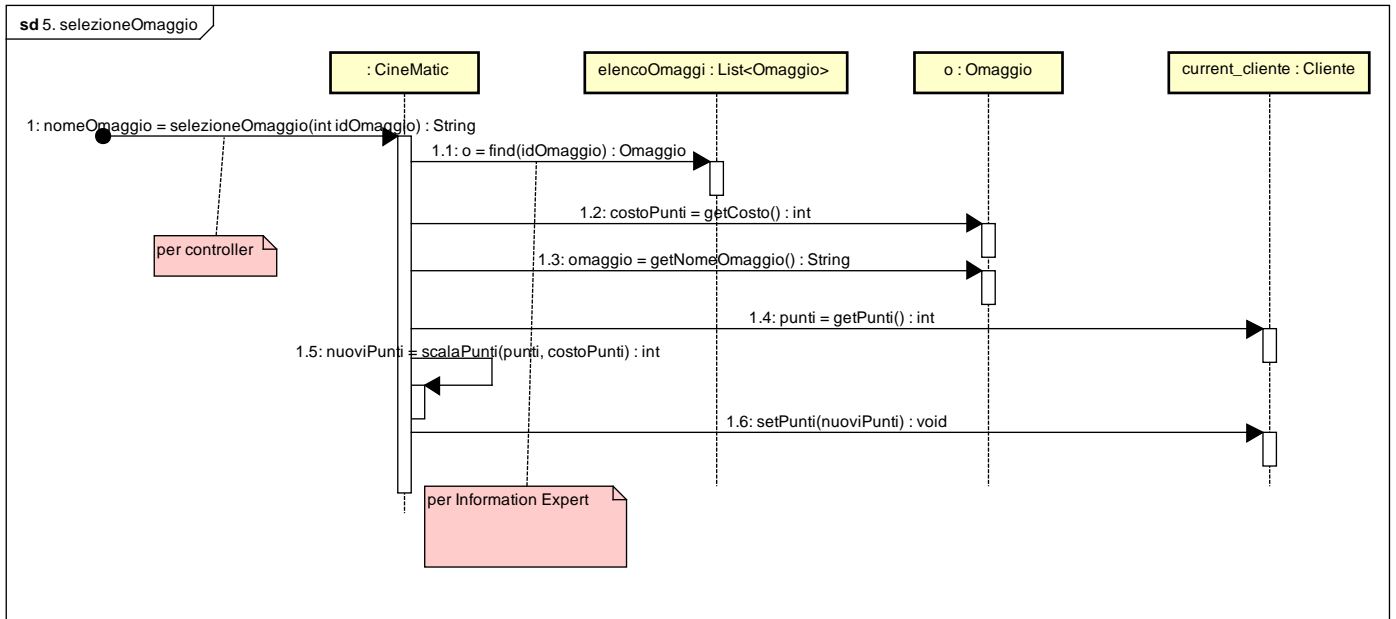 sd 5. selezioneOmaggio
: CineMatic
elencoOmaggi : List<Omaggio>
o : Omaggio
current_cliente : Cliente
1: nomeOmaggio = selezioneOmaggio(int idOmaggio) : String
1.1: o = find(idOmaggio) : Omaggio
1.2: costoPunti = getCosto() : int
per controller
1.3: omaggio = getNomeOmaggio() : String
1.4: punti = getPunti() : int
1.5: nuoviPunti = scalaPunti(punti, costoPunti) : int
1.6: setPunti(nuoviPunti) : void
per Information Expert